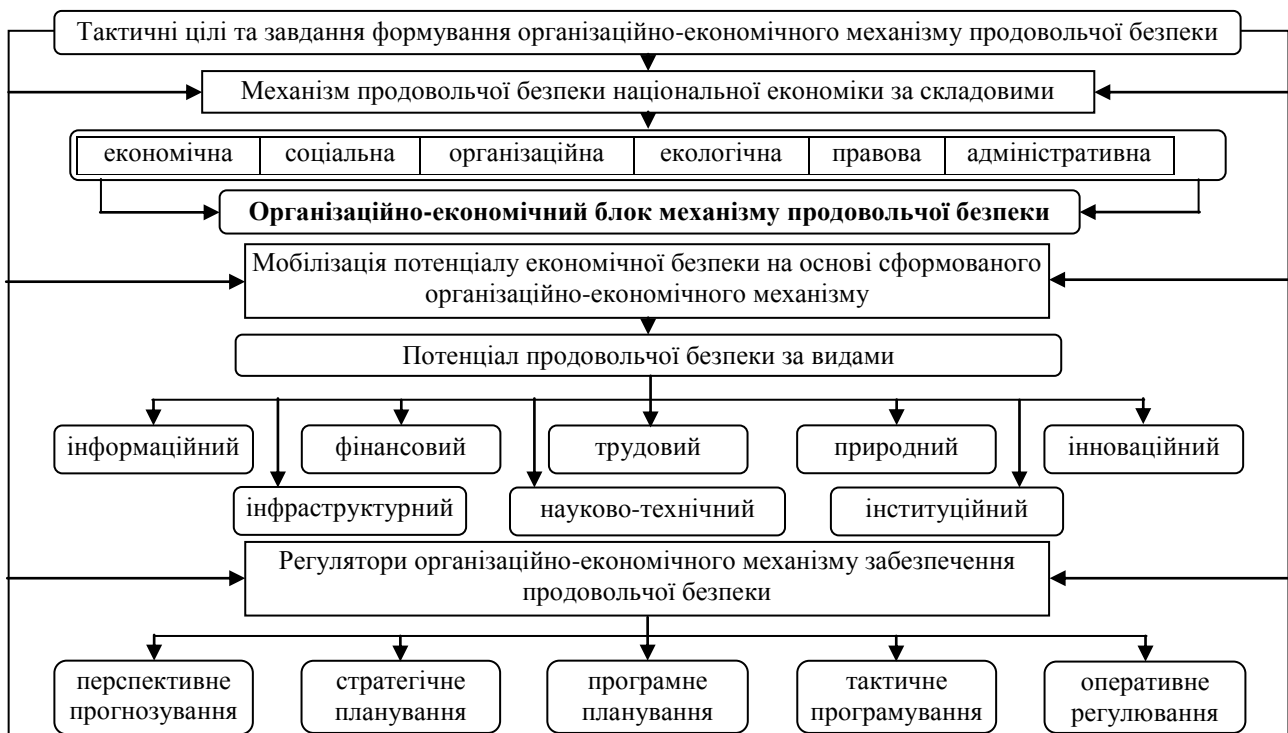 Тактичні цілі та завдання формування організаційно-економічного механізму продовольчої безпеки
Механізм продовольчої безпеки національної економіки за складовими
економічна соціальна організаційна екологічна правова адміністративна
Організаційно-економічний блок механізму продовольчої безпеки
Мобілізація потенціалу економічної безпеки на основі сформованого
організаційно-економічного механізму
Потенціал продовольчої безпеки за видами
інформаційний фінансовий трудовий природний інноваційний
інфраструктурний науково-технічний інституційний
Регулятори організаційно-економічного механізму забезпечення
продовольчої безпеки
перспективне
прогнозування
стратегічне
планування
програмне
планування
тактичне
програмування
оперативне
регулювання